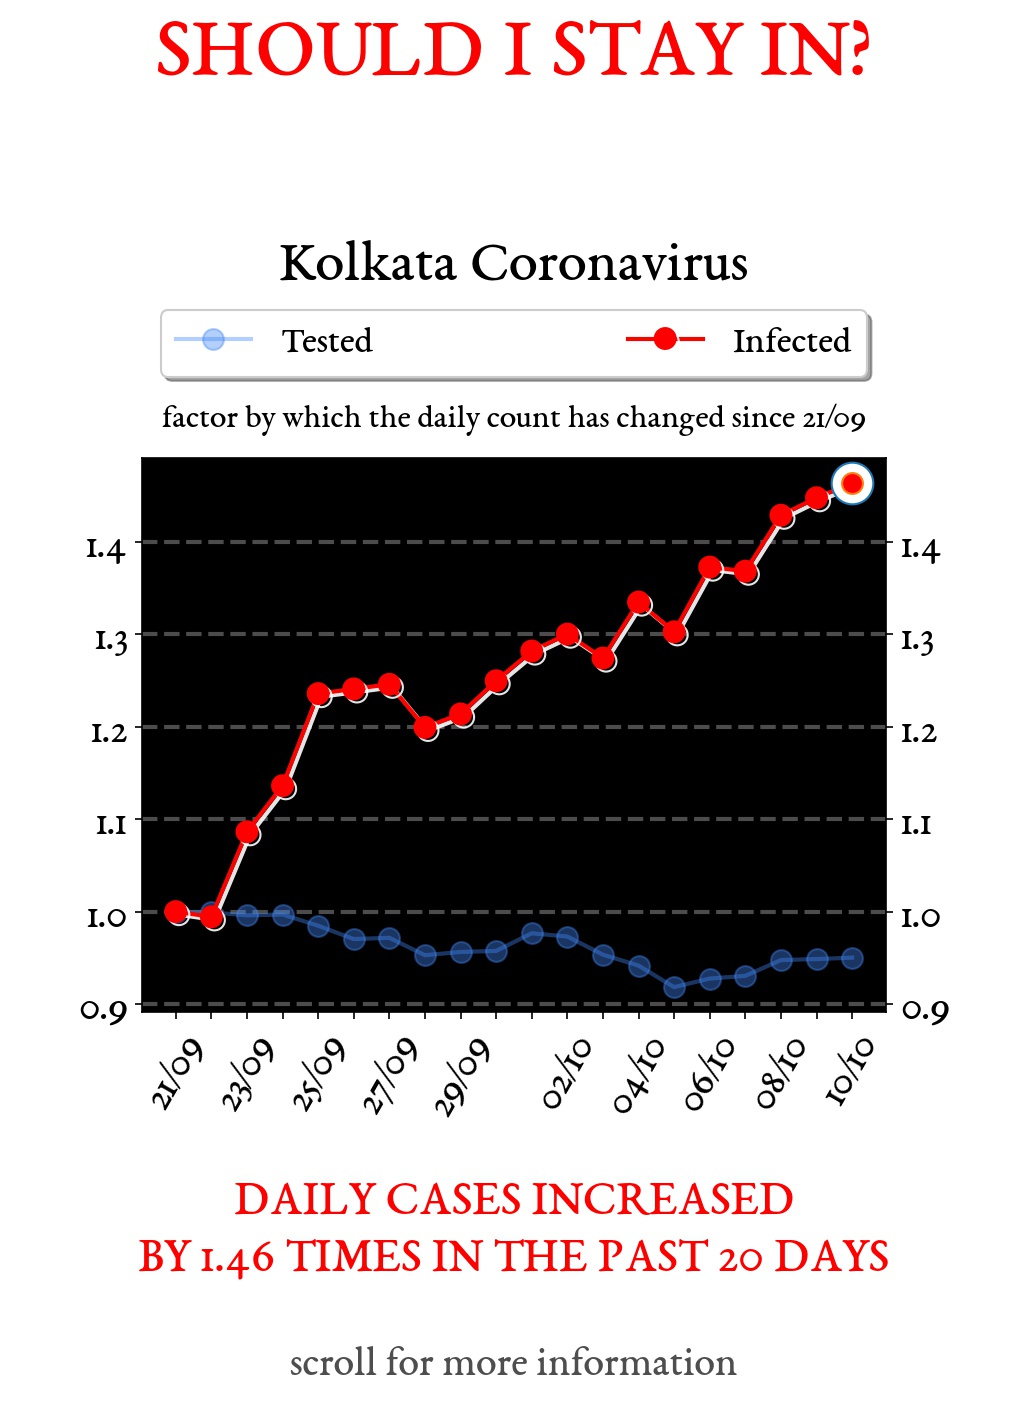 SHOULD I STAY IN?
Kolkata Coronavirus
Tested Infected
factor by which the daily count has changed since 21/09
1.4 1.4
1.3 1.3
1.2 1.2
1.1 1.1
1.0 1.0
0.9 0.9
21/09 23/09 25/09 27/09 29/09 02/10 04/10 06/10 08/10 10/10
DAILY CASES INCREASED
BY 1.46 TIMES IN THE PAST 20 DAYS
scroll for more information